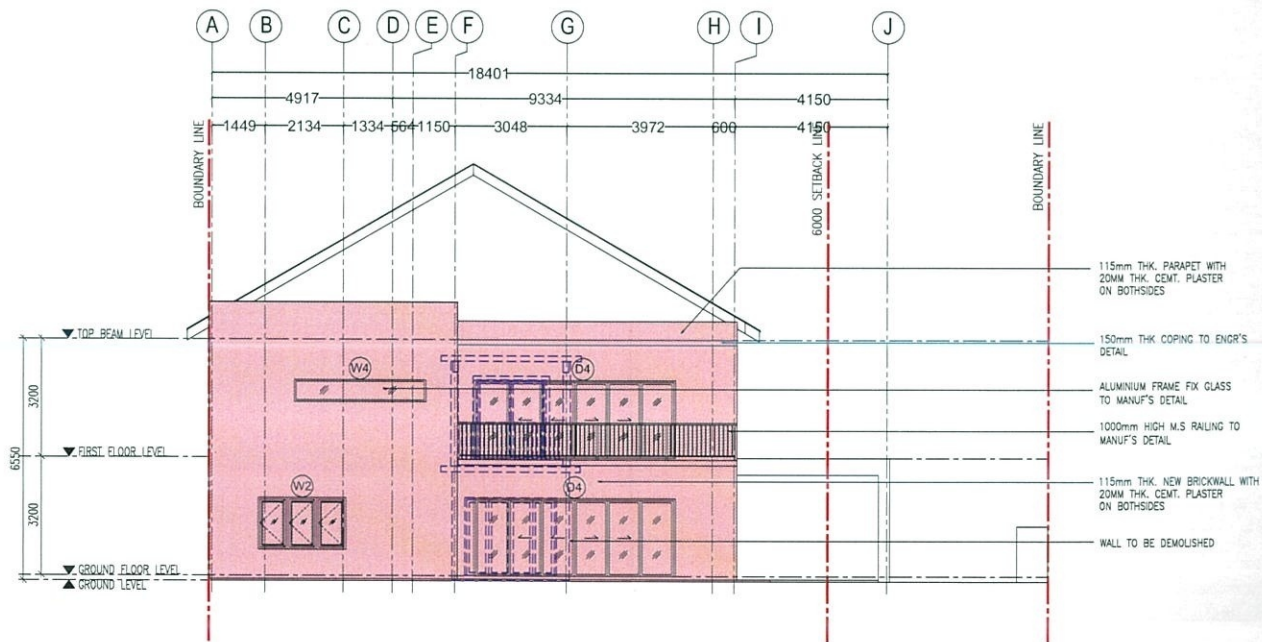 A B C D E F G H I J
18401
4917 9334 4150
1449 2134 1334 564 1150 3048 3972 600 4150
BOUNDARY LINE
6000 SETBACK LINE
BOUNDARY LINE
115mm THK. PARAPET WITH
20MM THK. CEMT. PLASTER
ON BOTHSIDES
TOP BEAM LEVEL
150mm THK COPING TO ENGR'S
DETAIL
W4
D4
ALUMINIUM FRAME FIX GLASS
TO MANUF'S DETAIL
3200
1000mm HIGH M.S RAILING TO
MANUF'S DETAIL
6550
FIRST FLOOR LEVEL
W2
D4
115mm THK. NEW BRICKWALL WITH
20MM THK. CEMT. PLASTER
ON BOTHSIDES
3200
WALL TO BE DEMOLISHED
GROUND FLOOR LEVEL
GROUND LEVEL